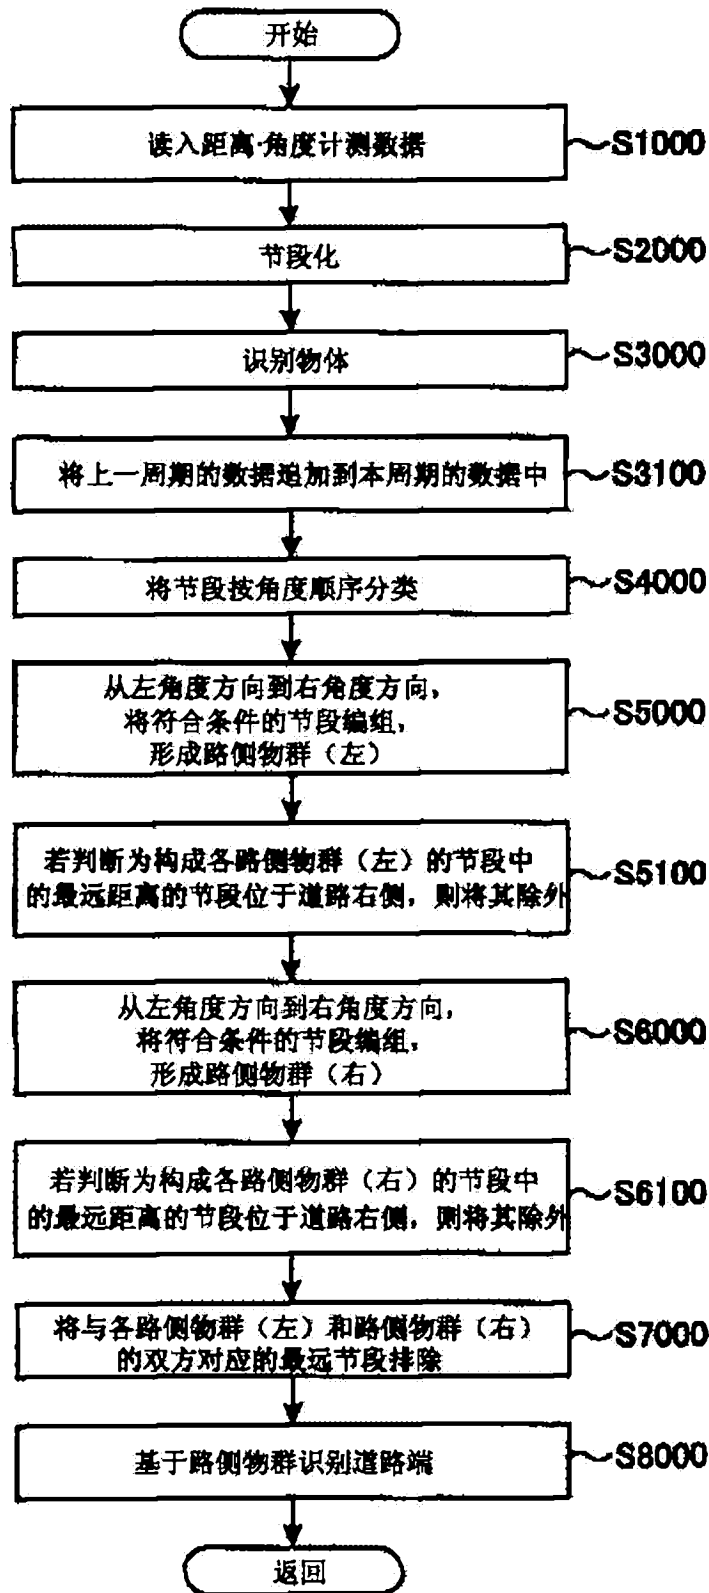 开始
读入距离·角度计测数据
S1000
节段化
S2000
识别物体
S3000
将上一周期的数据追加到本周期的数据中
S3100
将节段按角度顺序分类
S4000
从左角度方向到右角度方向，
将符合条件的节段编组，
形成路侧物群（左）
S5000
若判断为构成各路侧物群（左）的节段中
的最远距离的节段位于道路右侧，则将其除外
S5100
从左角度方向到右角度方向，
将符合条件的节段编组，
形成路侧物群（右）
S6000
若判断为构成各路侧物群（右）的节段中
的最远距离的节段位于道路右侧，则将其除外
S6100
将与各路侧物群（左）和路侧物群（右）
的双方对应的最远节段排除
S7000
基于路侧物群识别道路端
S8000
返回